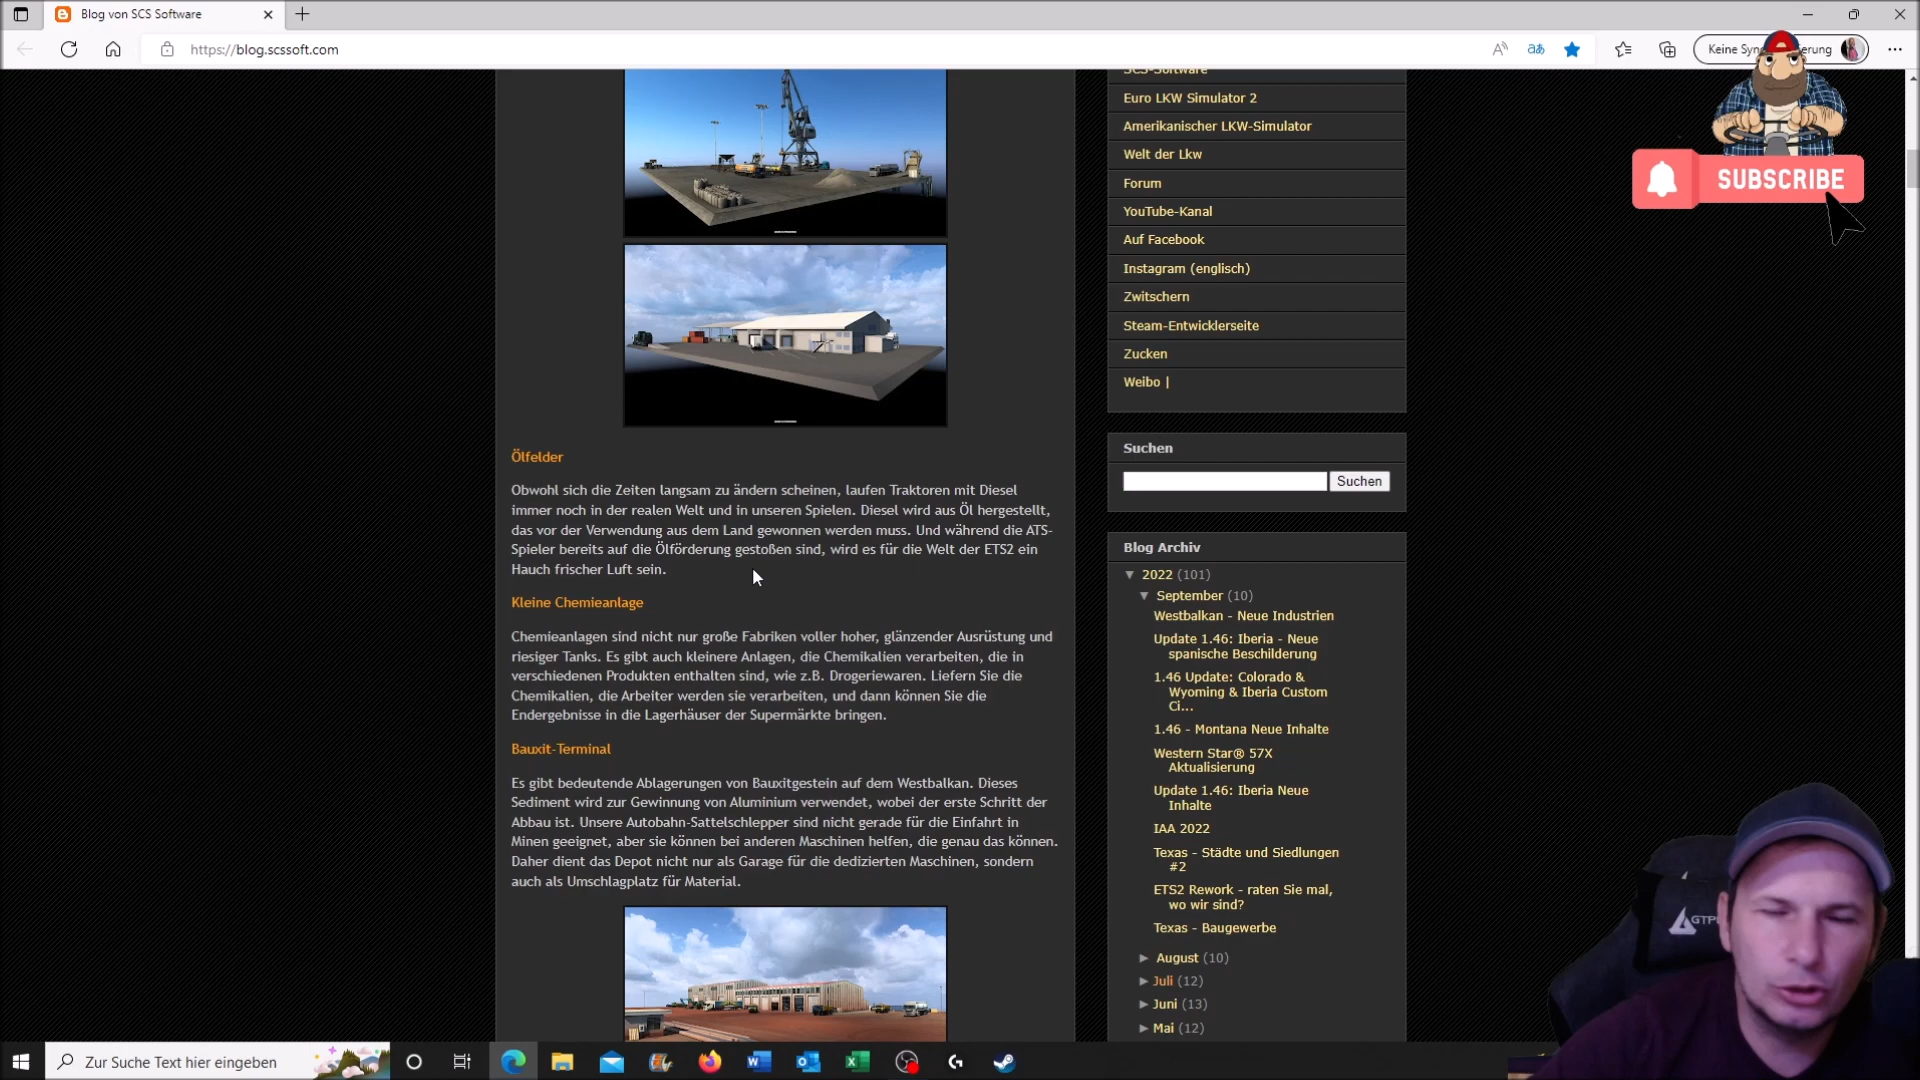 Blog von SCS Software
https://blog.scssoft.com
SCS-Software
Euro LKW Simulator 2
Amerikanischer LKW-Simulator
Welt der Lkw
Forum
YouTube-Kanal
Auf Facebook
Instagram (englisch)
Zwitschern
Steam-Entwicklerseite
Zucken
Weibo |
SUBSCRIBE
Ölfelder
Obwohl sich die Zeiten langsam zu ändern scheinen, laufen Traktoren mit Diesel
immer noch in der realen Welt und in unseren Spielen. Diesel wird aus Öl hergestellt,
das vor der Verwendung aus dem Land gewonnen werden muss. Und während die ATS-
Spieler bereits auf die Ölförderung gestoßen sind, wird es für die Welt der ETS2 ein
Hauch frischer Luft sein.
Kleine Chemieanlage
Chemieanlagen sind nicht nur große Fabriken voller hoher, glänzender Ausrüstung und
riesiger Tanks. Es gibt auch kleinere Anlagen, die Chemikalien verarbeiten, die in
verschiedenen Produkten enthalten sind, wie z.B. Drogeriewaren. Liefern Sie die
Chemikalien, die Arbeiter werden sie verarbeiten, und dann können Sie die
Endergebnisse in die Lagerhäuser der Supermärkte bringen.
Bauxit-Terminal
Es gibt bedeutende Ablagerungen von Bauxitgestein auf dem Westbalkan. Dieses
Sediment wird zur Gewinnung von Aluminium verwendet, wobei der erste Schritt der
Abbau ist. Unsere Autobahn-Sattelschlepper sind nicht gerade für die Einfahrt in
Minen geeignet, aber sie können bei anderen Maschinen helfen, die genau das können.
Daher dient das Depot nicht nur als Garage für die dedizierten Maschinen, sondern
auch als Umschlagplatz für Material.
Suchen
Suchen
Blog Archiv
▼ 2022 (101)
▼ September (10)
Westbalkan - Neue Industrien
Update 1.46: Iberia - Neue
spanische Beschilderung
1.46 Update: Colorado &
Wyoming & Iberia Custom
Ci...
1.46 - Montana Neue Inhalte
Western Star® 57X
Aktualisierung
Update 1.46: Iberia Neue
Inhalte
IAA 2022
Texas - Städte und Siedlungen
#2
ETS2 Rework - raten Sie mal,
wo wir sind?
Texas - Baugewerbe
► August (10)
► Juli (12)
► Juni (13)
► Mai (12)
Zur Suche Text hier eingeben